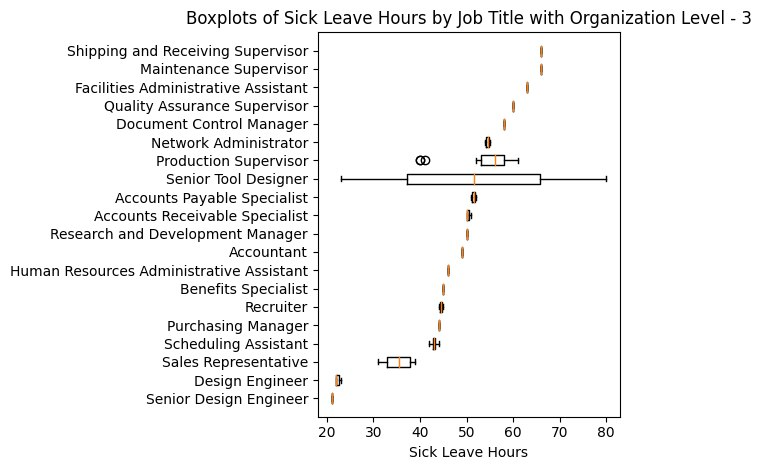 Boxplots of Sick Leave Hours by Job Title with Organization Level - 3
Shipping and Receiving Supervisor
Maintenance Supervisor
Facilities Administrative Assistant
Quality Assurance Supervisor
Document Control Manager
Network Administrator
Production Supervisor
Senior Tool Designer
Accounts Payable Specialist
Accounts Receivable Specialist
Research and Development Manager
Accountant
Human Resources Administrative Assistant
Benefits Specialist
Recruiter
Purchasing Manager
Scheduling Assistant
Sales Representative
Design Engineer
Senior Design Engineer
20 30 40 50 60 70 80
Sick Leave Hours